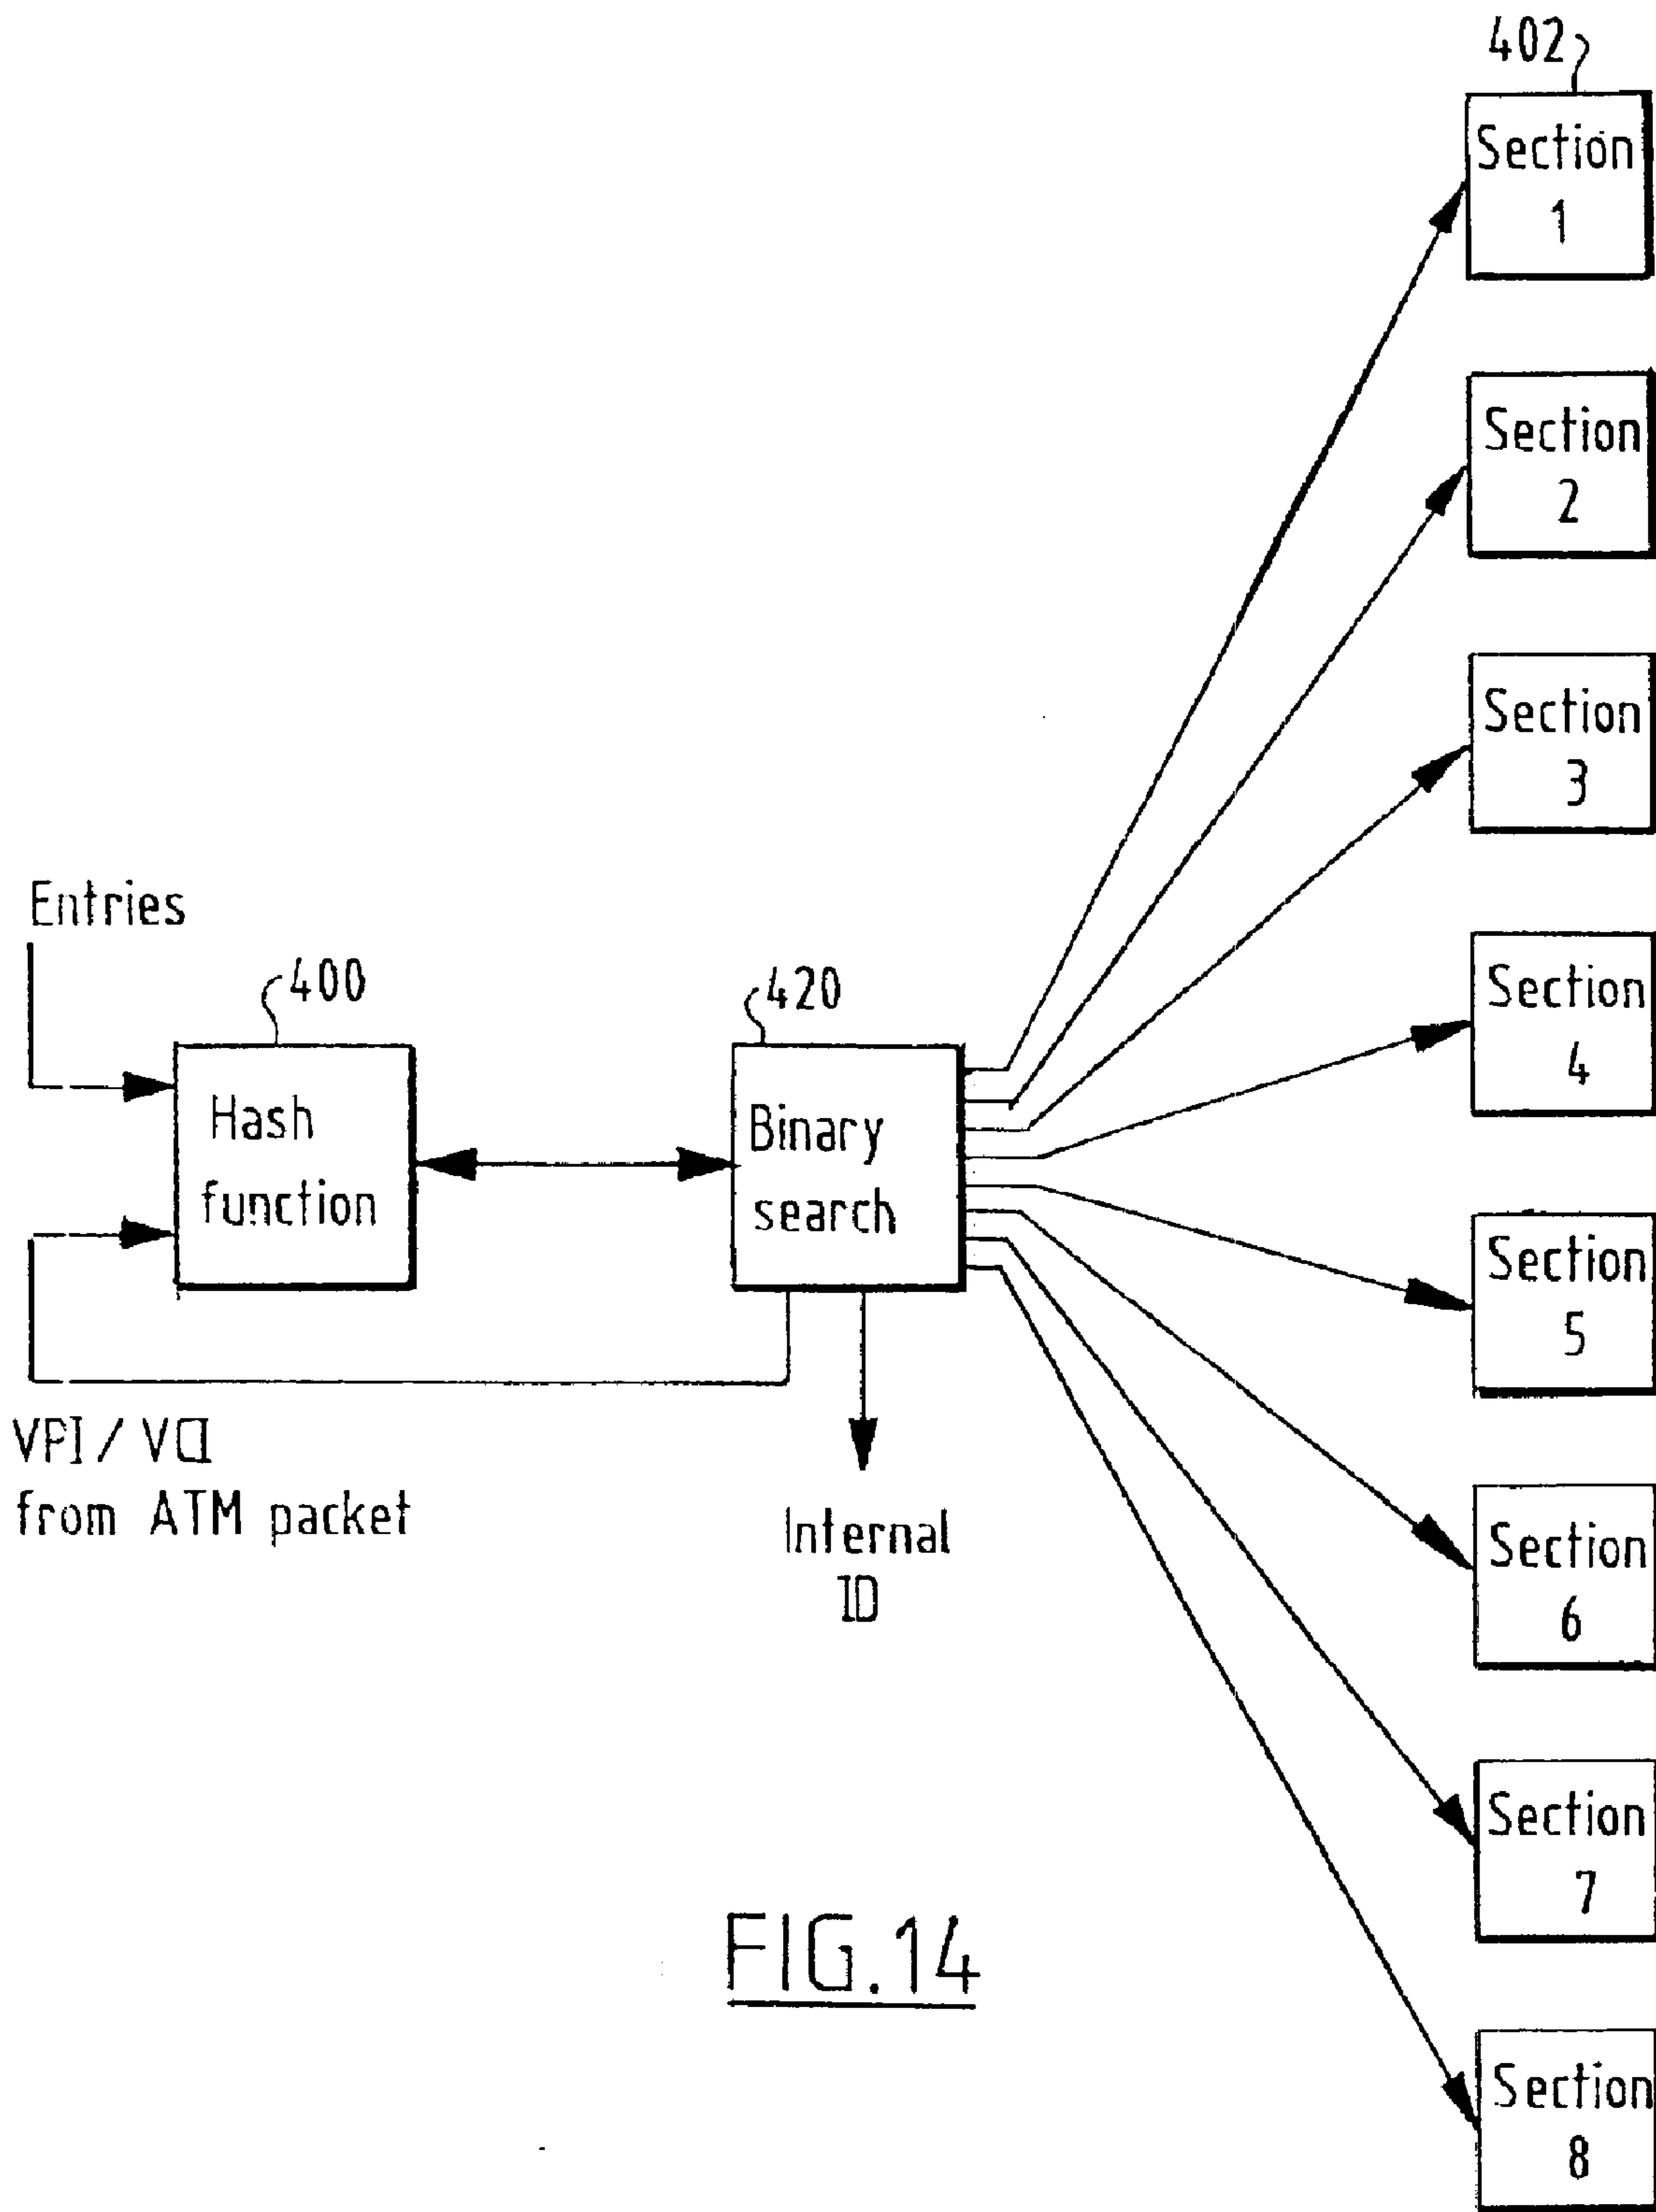 402
Section
1
Section
2
Section
3
Section
4
Section
5
Section
6
Section
7
Section
8
Entries
400
Hash
function
420
Binary
search
VPI / VCI
from ATM packet
Internal
ID
FIG.14